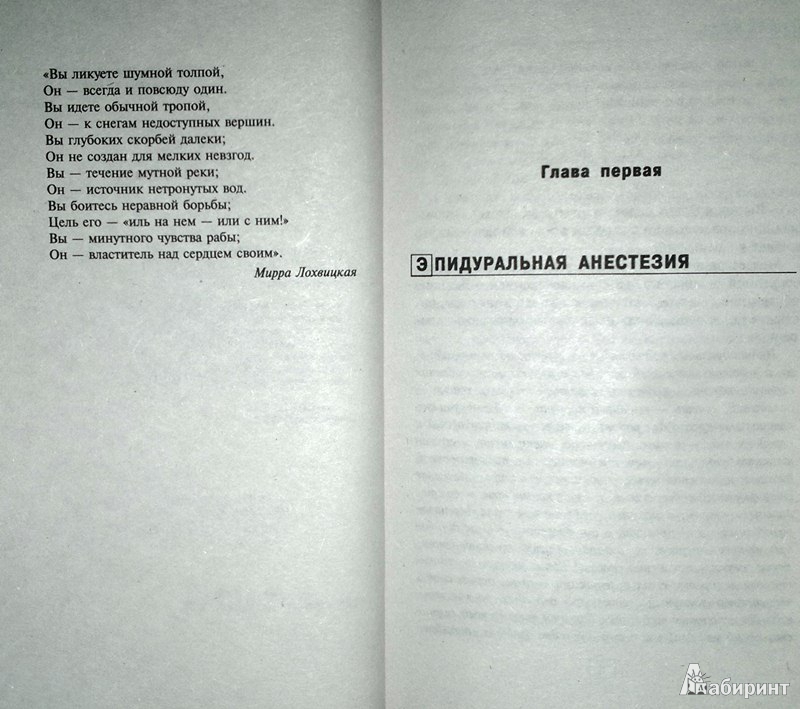 «Вы ликуете шумной толпой,
Он — всегда и повсюду один.
Вы идете обычной тропой,
Он — к снегам недоступных вершин.
Вы глубоких скорбей далеки;
Он не создан для мелких невзгод.
Вы — течение мутной реки;
Он — источник нетронутых вод.
Вы боитесь неравной борьбы;
Цель его — «иль на нем — или с ним!»
Вы — минутного чувства рабы;
Он — властитель над сердцем своим».
Мирра Лохвицкая
Глава первая
ЭПИДУРАЛЬНАЯ АНЕСТЕЗИЯ
Лабиринт